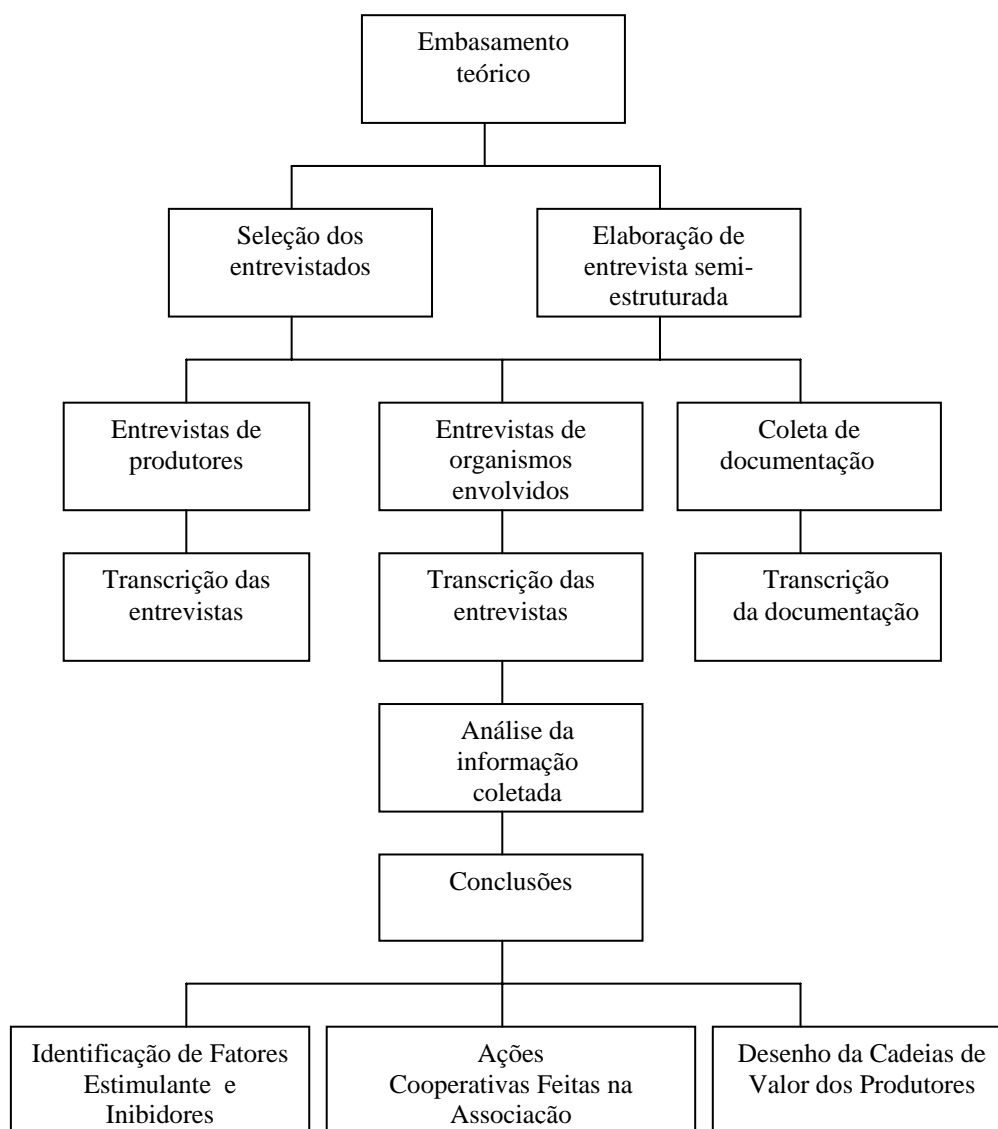 Embasamento
teórico
Seleção dos
entrevistados
Elaboração de
entrevista semi-
estruturada
Entrevistas de
produtores
Entrevistas de
organismos
envolvidos
Coleta de
documentação
Transcrição das
entrevistas
Transcrição das
entrevistas
Transcrição
da documentação
Análise da
informação
coletada
Conclusões
Identificação de Fatores
Estimulante e
Inibidores
Ações
Cooperativas Feitas na
Associação
Desenho da Cadeias de
Valor dos Produtores